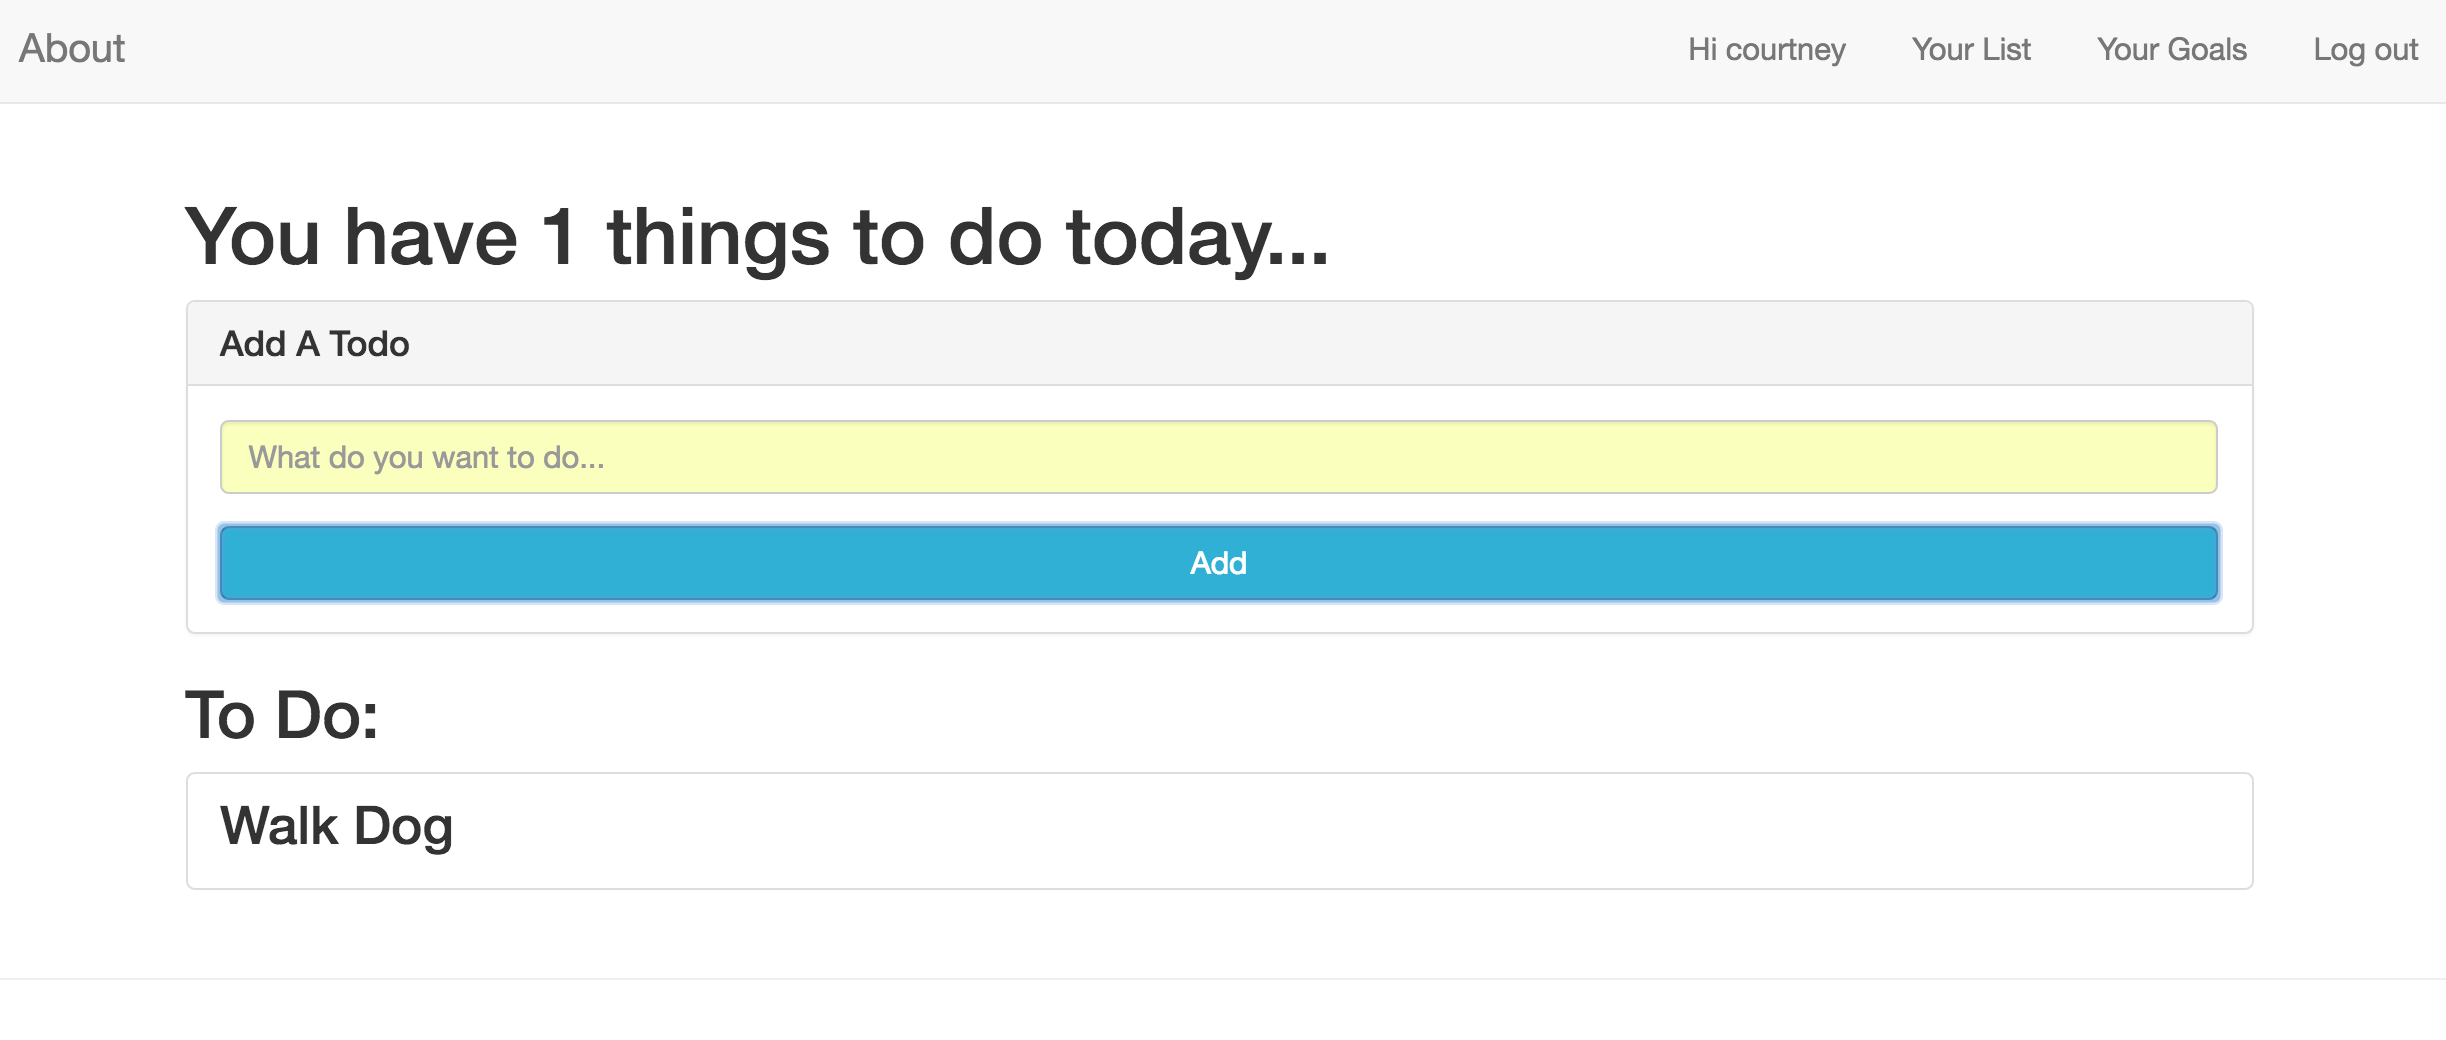 About Hi courtney Your List Your Goals Log out
You have 1 things to do today...
Add A Todo
What do you want to do...
Add
To Do:
Walk Dog